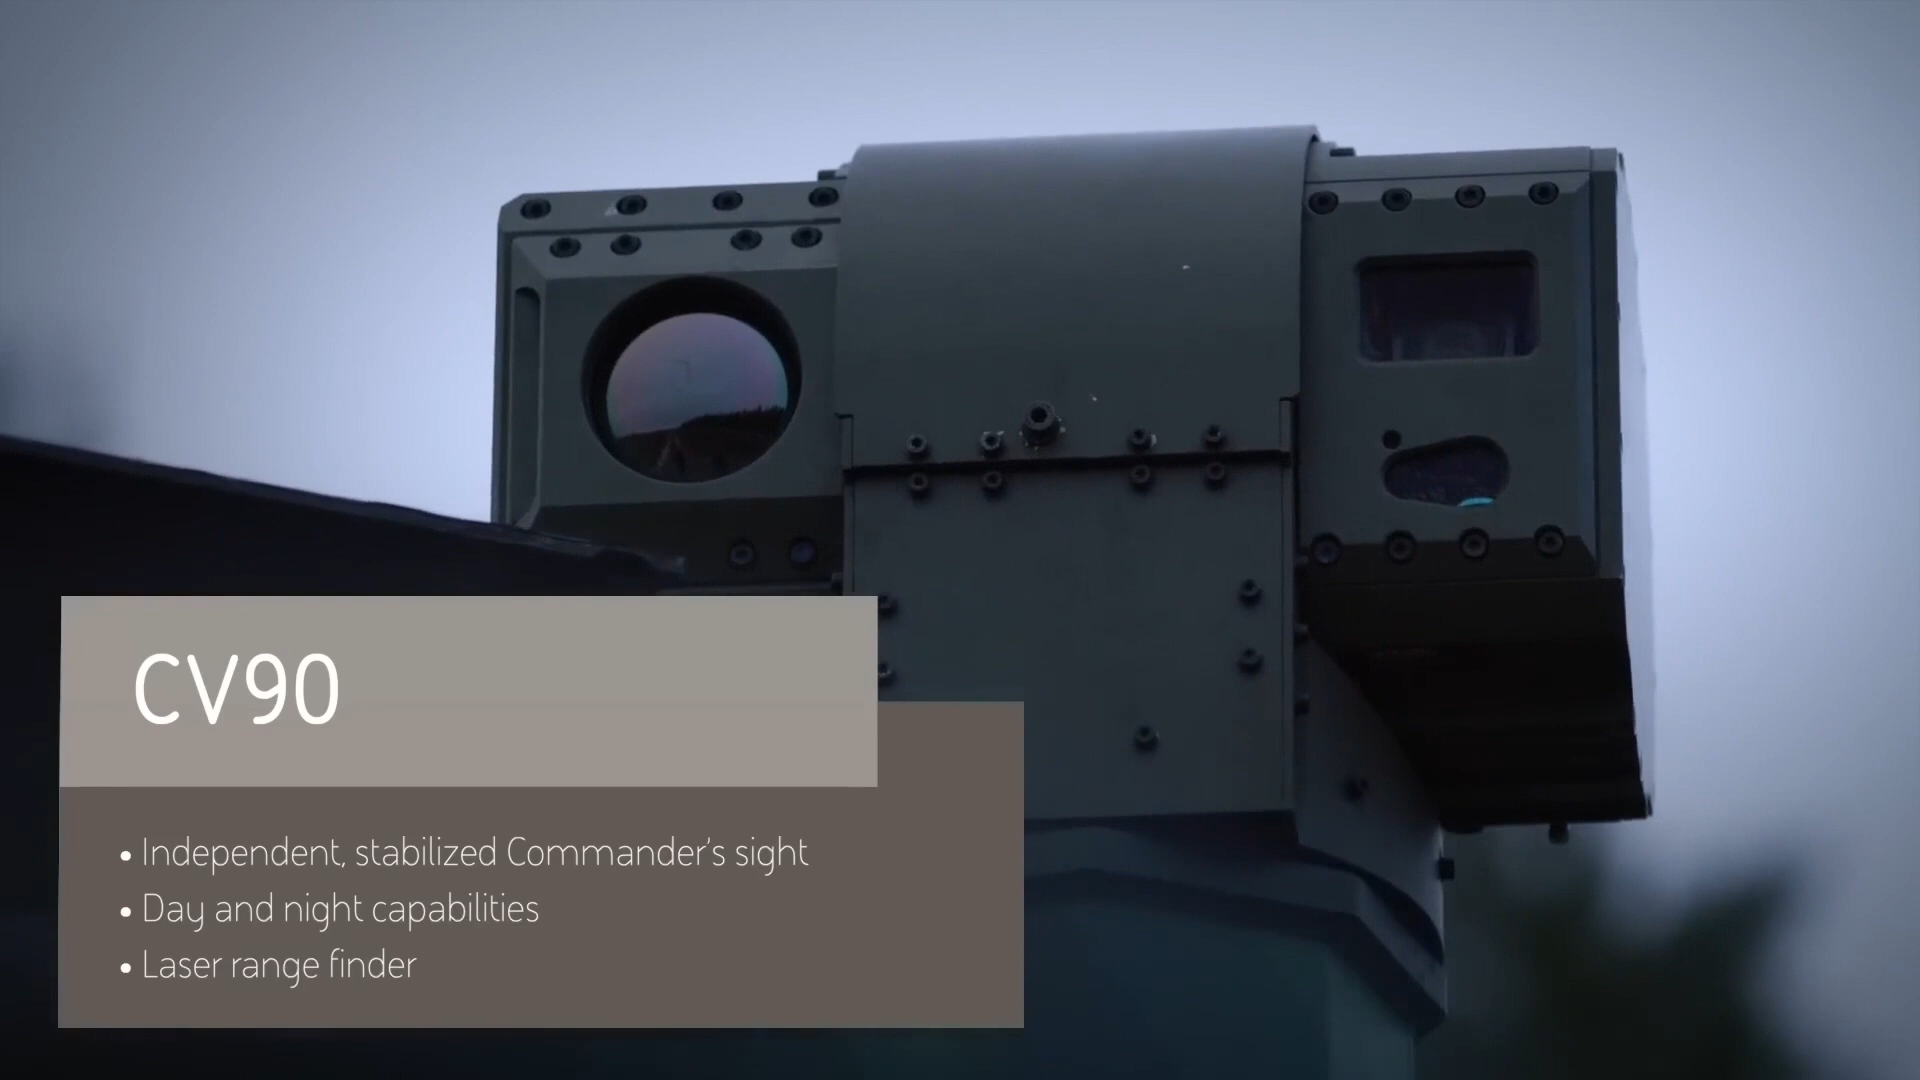 CV90
• Independent, stabilized Commander's sight
• Day and night capabilities
• Laser range finder